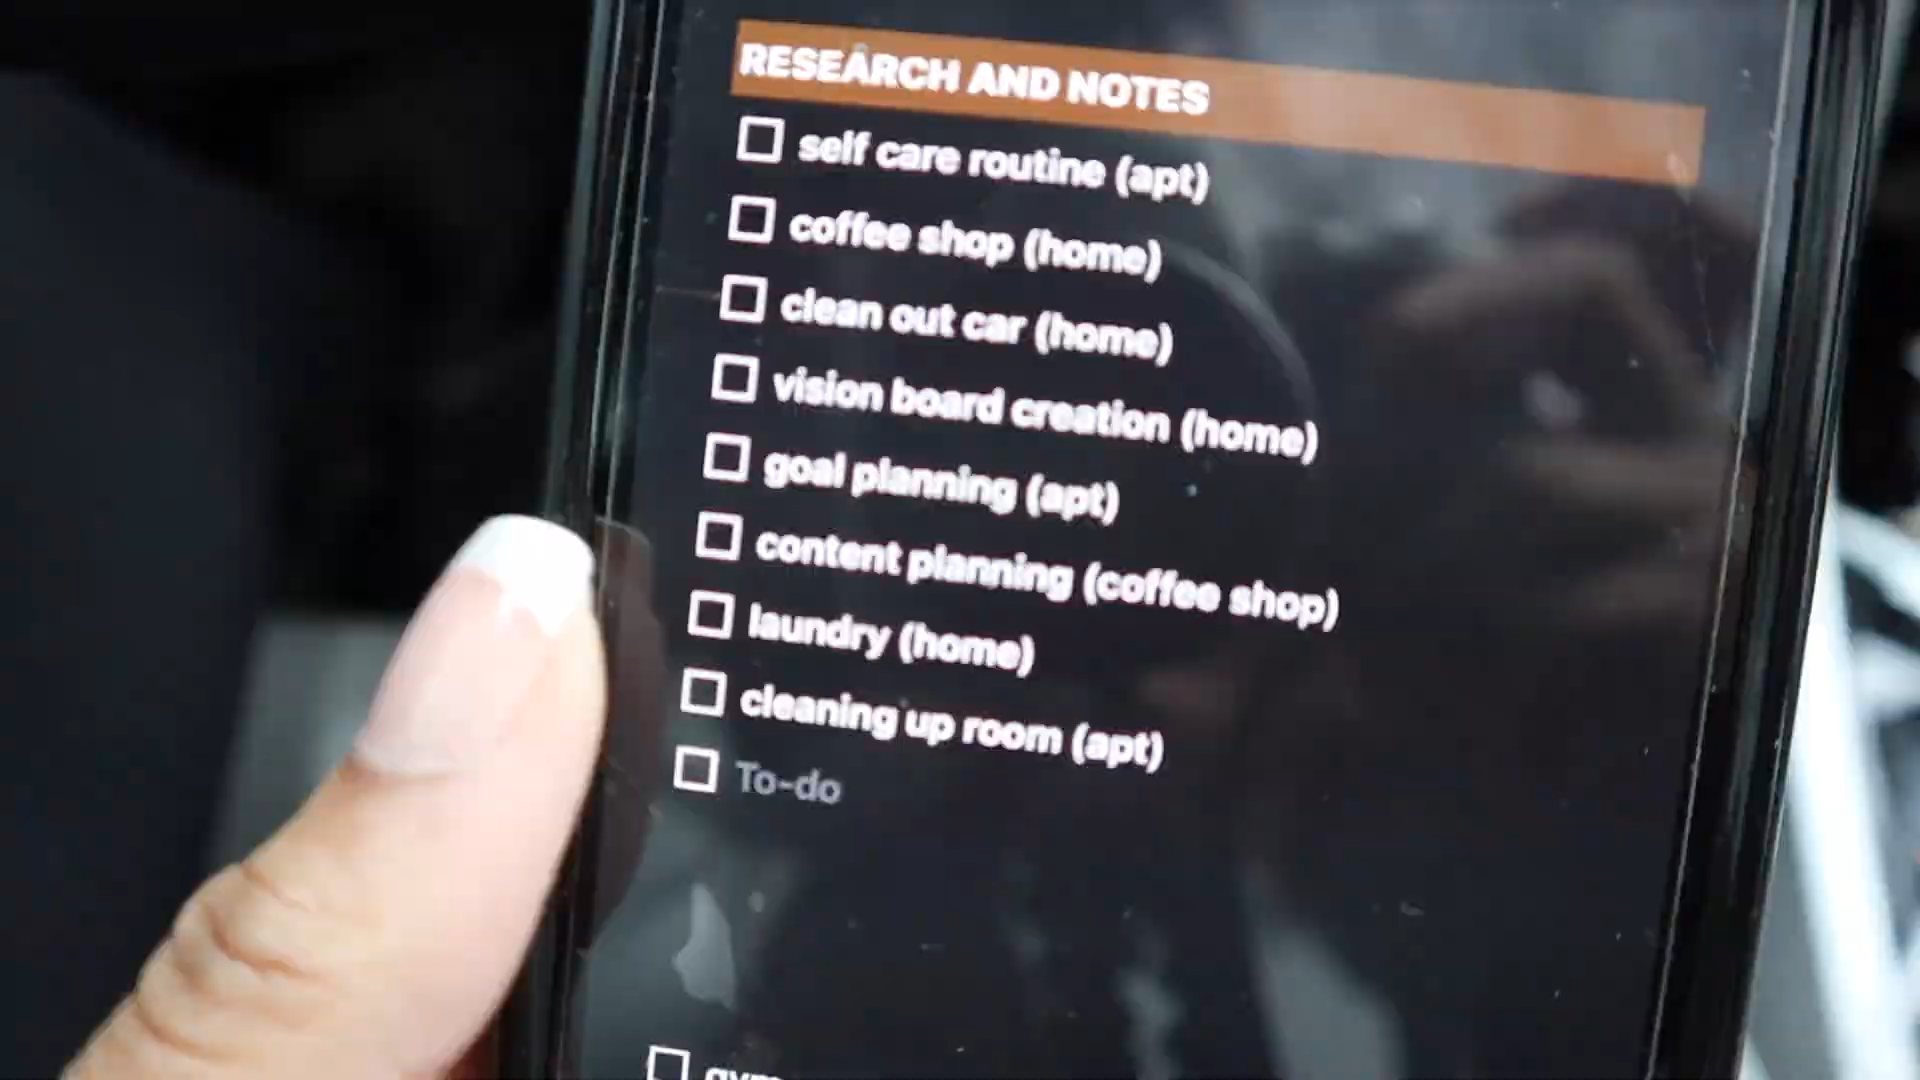 RESEARCH AND NOTES
self care routine (apt)
coffee shop (home)
clean out car (home)
vision board creation (home)
goal planning (apt)
content planning (coffee shop)
laundry (home)
cleaning up room (apt)
To-do